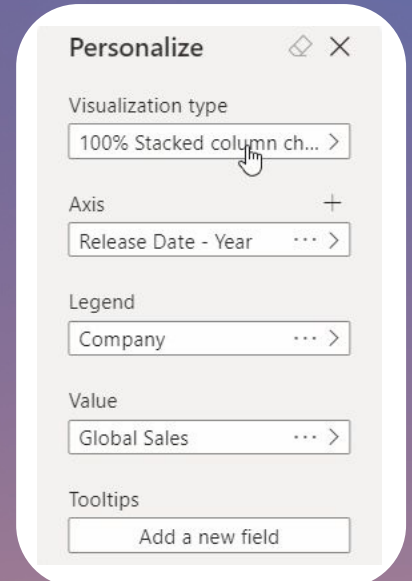 Personalize
Visualization type
100% Stacked column ch...
Axis
Release Date - Year
Legend
Company
Value
Global Sales
Tooltips
Add a new field